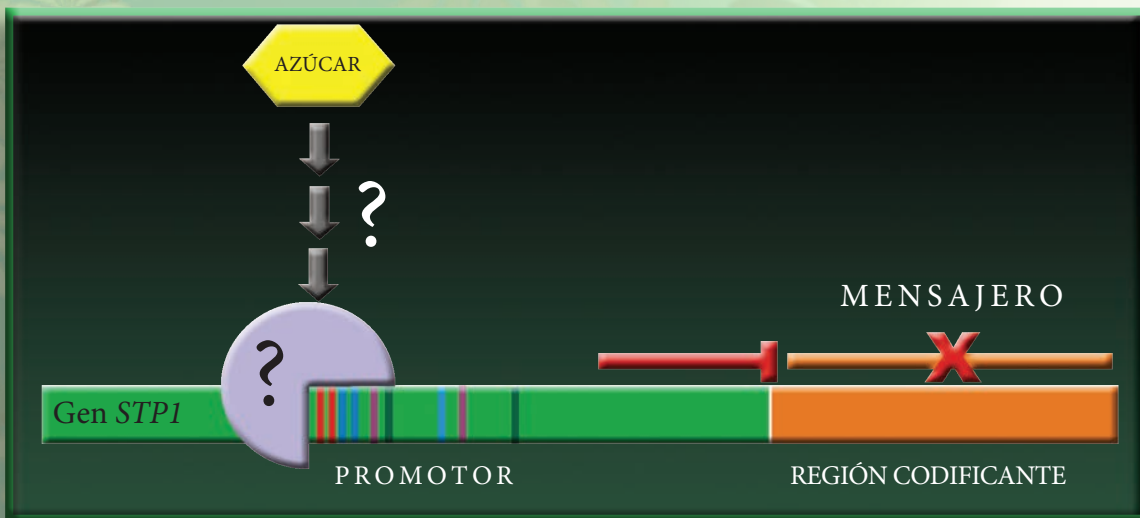 AZÚCAR
?
MENSAJERO
?
Gen STP1
PROMOTOR
REGIÓN CODIFICANTE